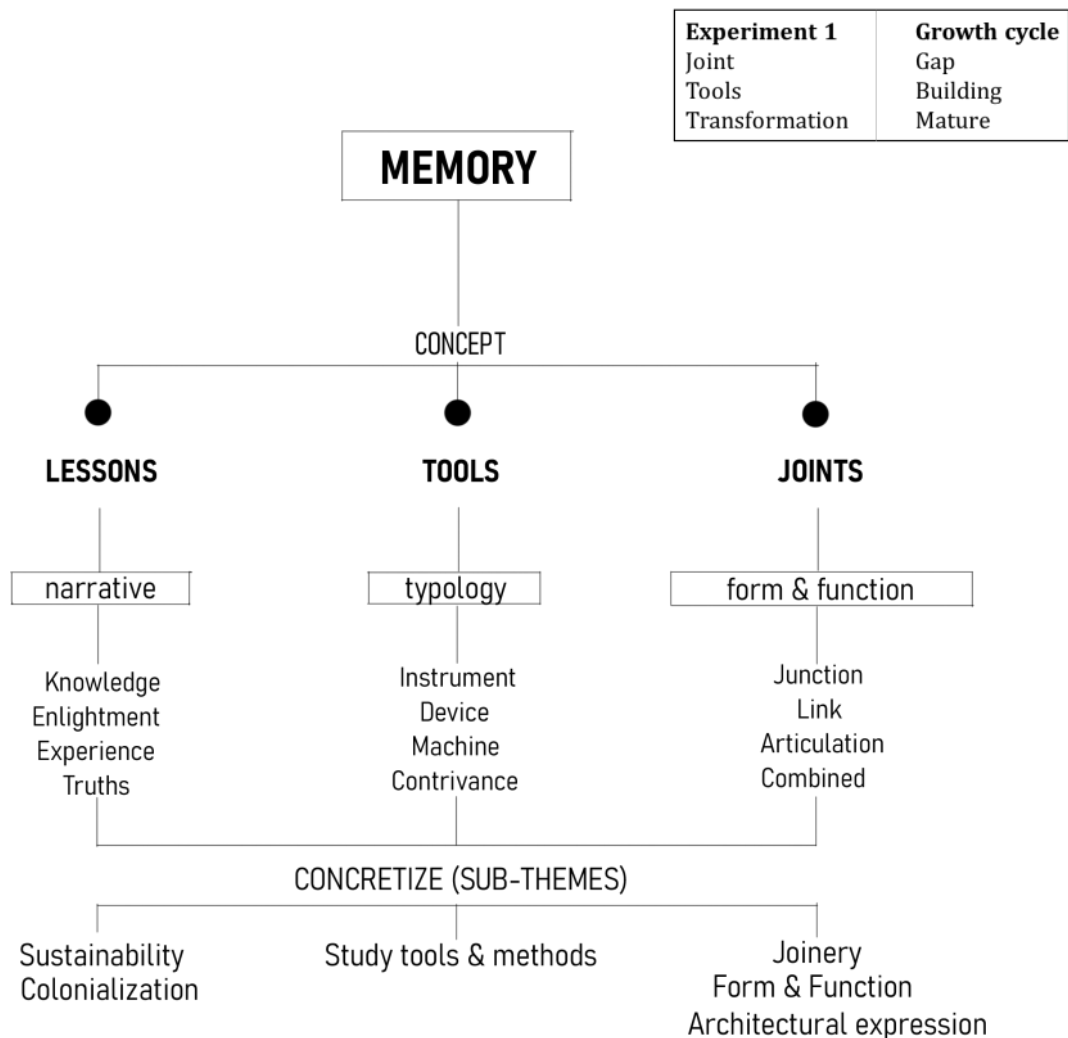 Experiment 1 Growth cycle
Joint Gap
Tools Building
Transformation Mature
MEMORY
CONCEPT
LESSONS TOOLS JOINTS
narrative typology form & function
Knowledge Instrument Junction
Enlightment Device Link
Experience Machine Articulation
Truths Contrivance Combined
CONCRETIZE (SUB-THEMES)
Sustainability Study tools & methods Joinery
Colonialization Form & Function
Architectural expression